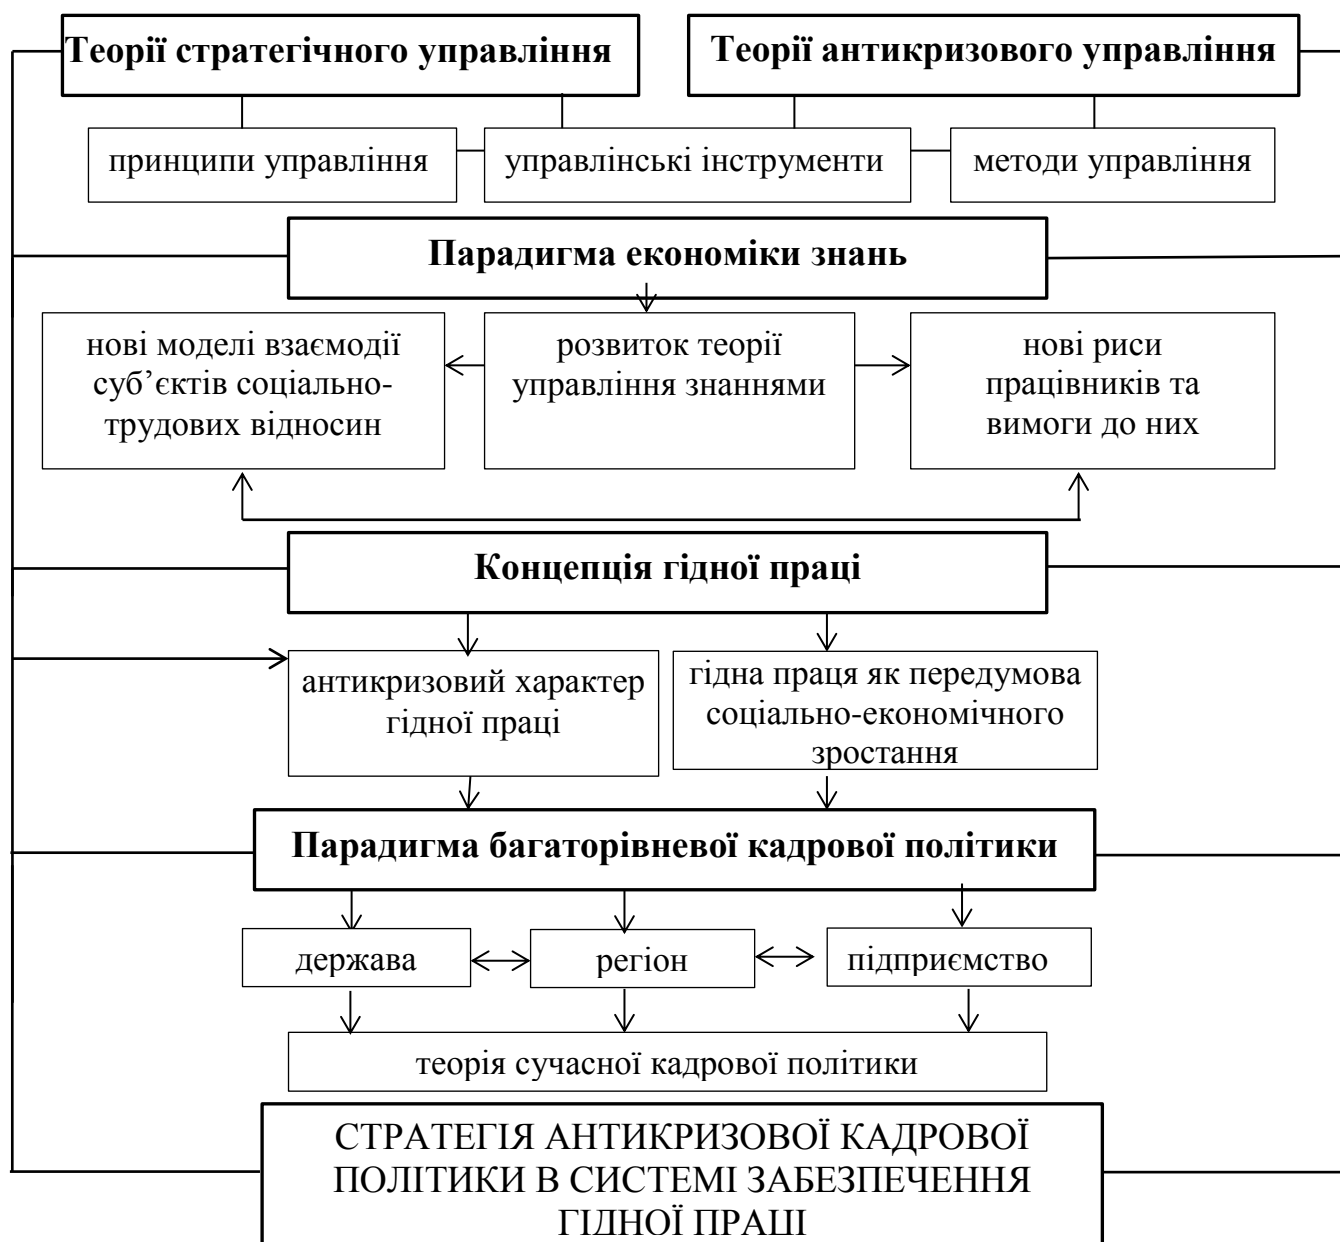 Теорії стратегічного управління
Теорії антикризового управління
принципи управління
управлінські інструменти
методи управління
Парадигма економіки знань
нові моделі взаємодії
суб’єктів соціально-
трудових відносин
розвиток теорії
управління знаннями
нові риси
працівників та
вимоги до них
Концепція гідної праці
антикризовий характер
гідної праці
гідна праця як передумова
соціально-економічного
зростання
Парадигма багаторівневої кадрової політики
держава
регіон
підприємство
теорія сучасної кадрової політики
СТРАТЕГІЯ АНТИКРИЗОВОЇ КАДРОВОЇ
ПОЛІТИКИ В СИСТЕМІ ЗАБЕЗПЕЧЕННЯ
ГІДНОЇ ПРАЦІ